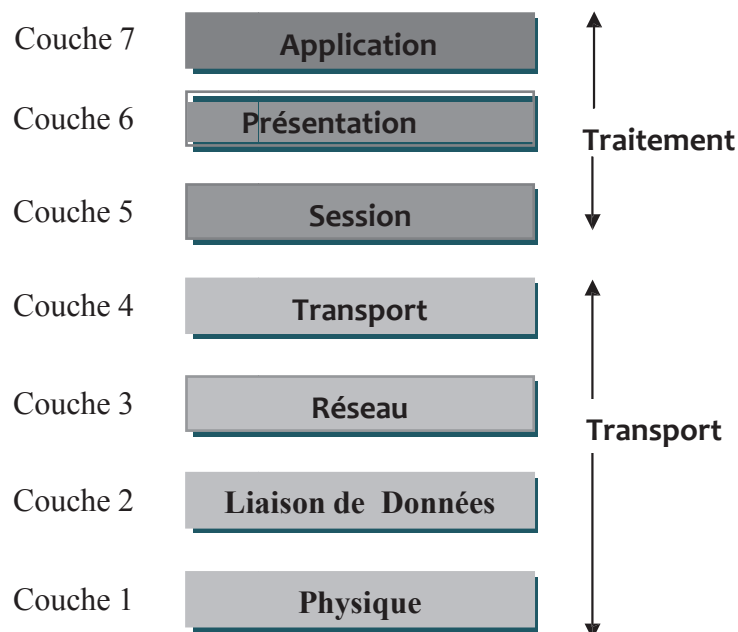 Couche 7 Application
Couche 6 Présentation
Traitement
Couche 5 Session
Couche 4 Transport
Couche 3 Réseau
Transport
Couche 2 Liaison de Données
Couche 1 Physique